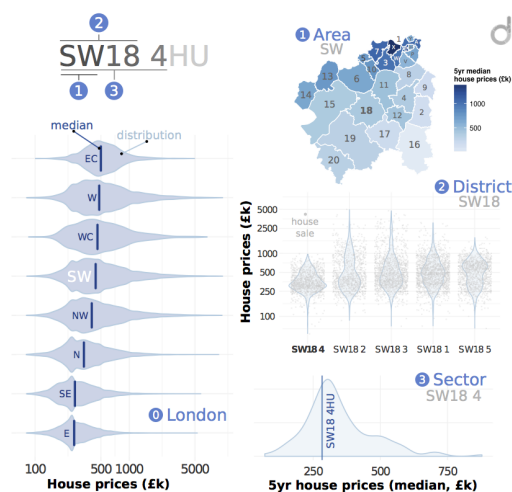 2
SW18 4HU
1
3
median
distribution
EC
W
WC
SW
NW
N
SE
E
0 London
100
500
1000
5000
House prices (£k)
1 Area
SW
1
7
3
13
6
14
15
11
8
9
4
18
2
12
19
17
16
20
5yr median
house prices (£k)
1000
500
2 District
SW18
House prices (£k)
5000
2500
1000
500
250
100
house
sale
SW18 4
SW18 2
SW18 3
SW18 1
SW18 5
3 Sector
SW18 4
SW18 4HU
250
500
750
5yr house prices (median, £k)